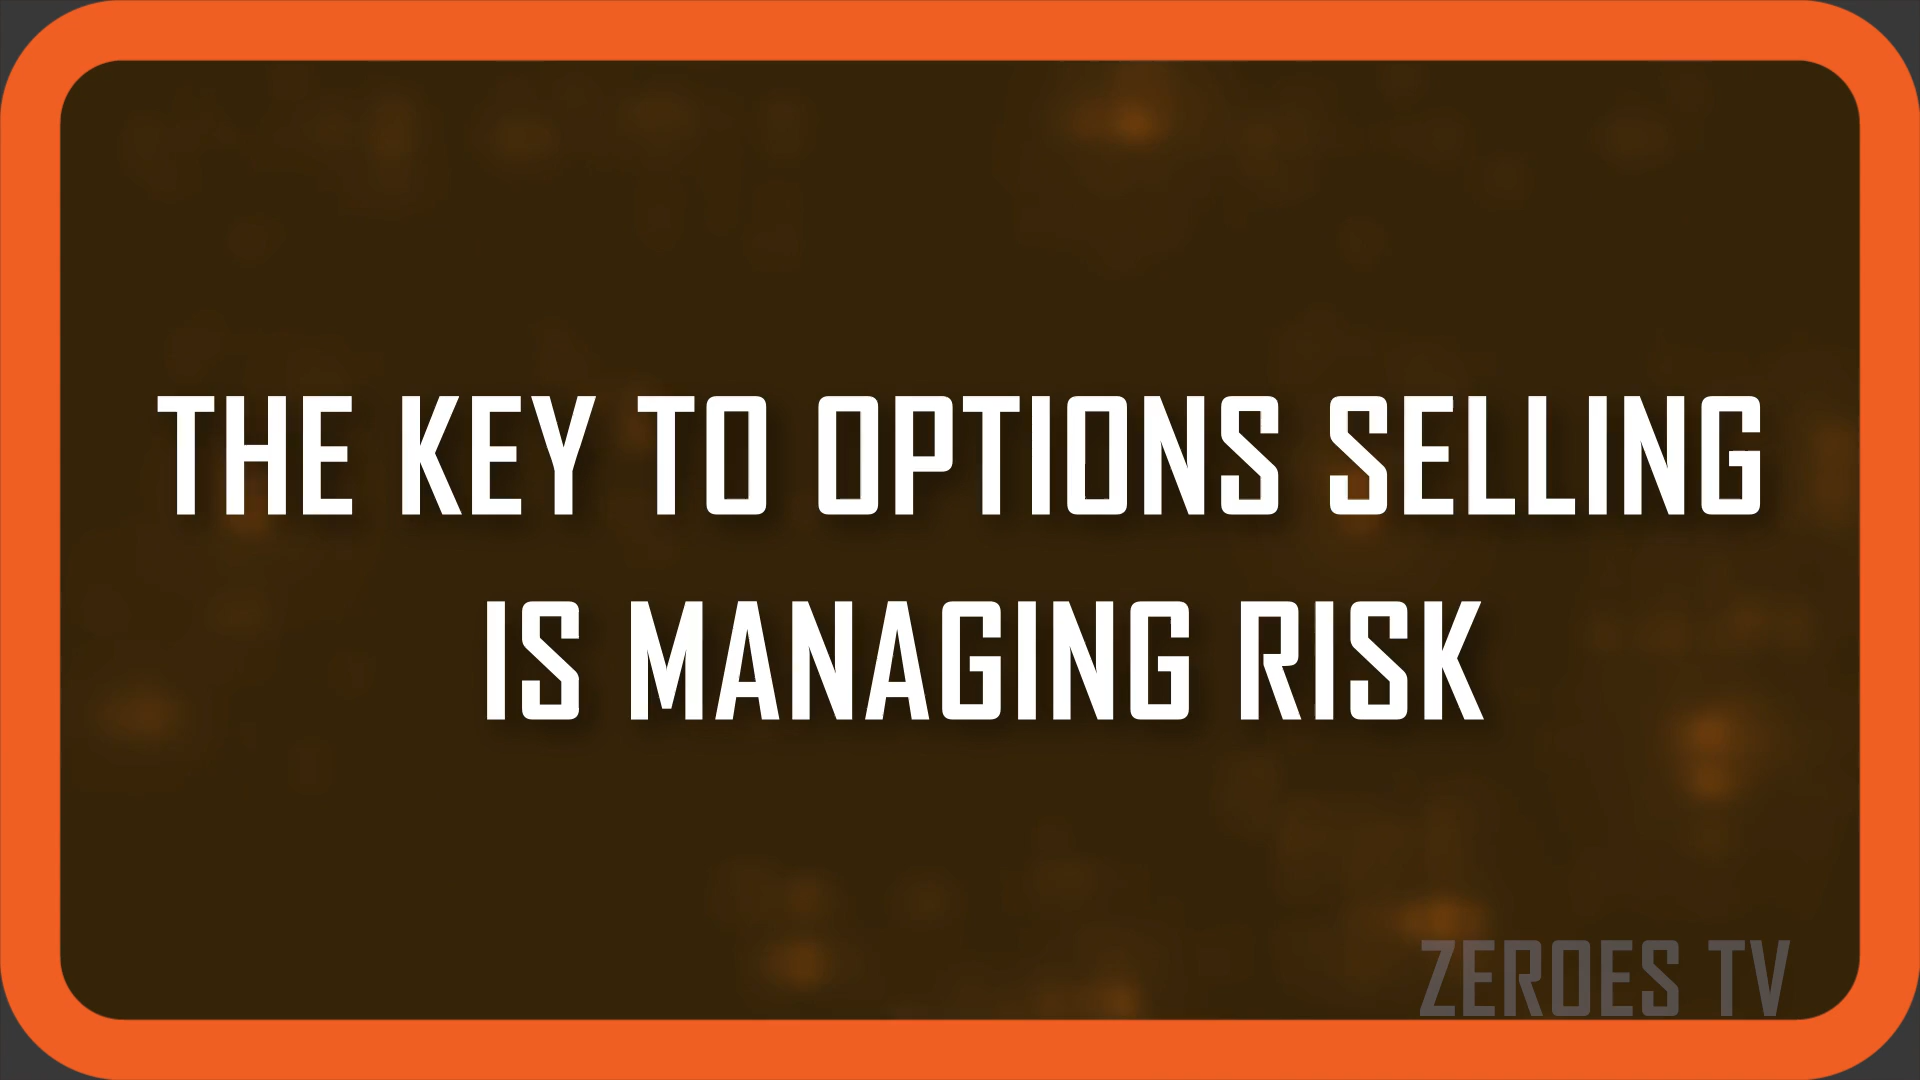 THE KEY TO OPTIONS SELLING
IS MANAGING RISK
ZEROES TV